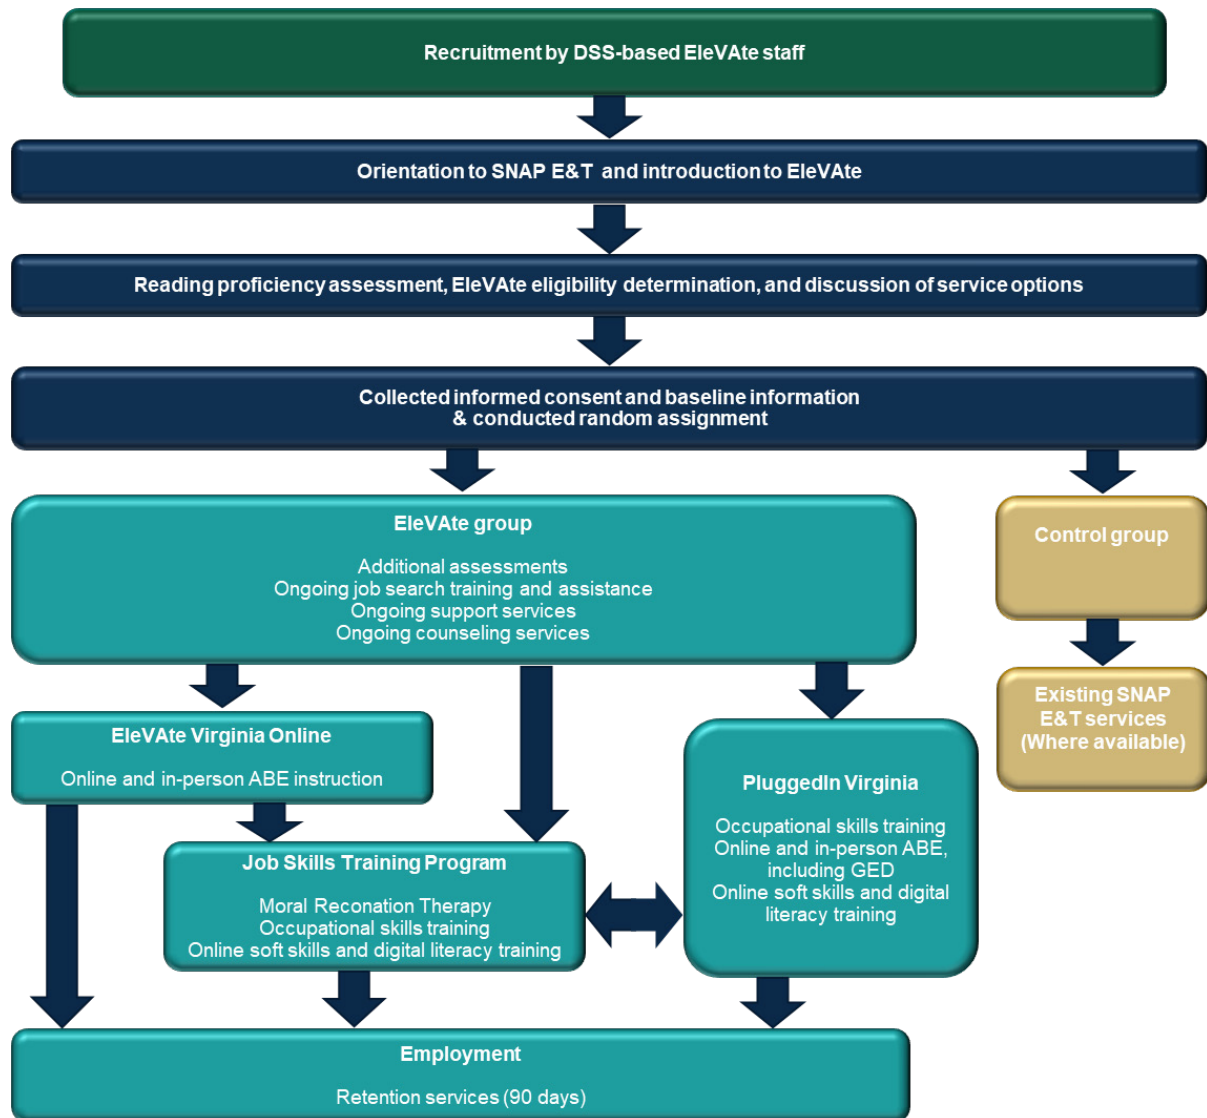 Recruitment by DSS-based EleVAte staff
Orientation to SNAP E&T and introduction to EleVAte
Reading proficiency assessment, EleVAte eligibility determination, and discussion of service options
Collected informed consent and baseline information
& conducted random assignment
EleVAte group
Additional assessments
Ongoing job search training and assistance
Ongoing support services
Ongoing counseling services
Control group
Existing SNAP
E&T services
(Where available)
EleVAte Virginia Online
Online and in-person ABE instruction
PluggedIn Virginia
Occupational skills training
Online and in-person ABE,
including GED
Online soft skills and digital
literacy training
Job Skills Training Program
Moral Reconation Therapy
Occupational skills training
Online soft skills and digital literacy training
Employment
Retention services (90 days)